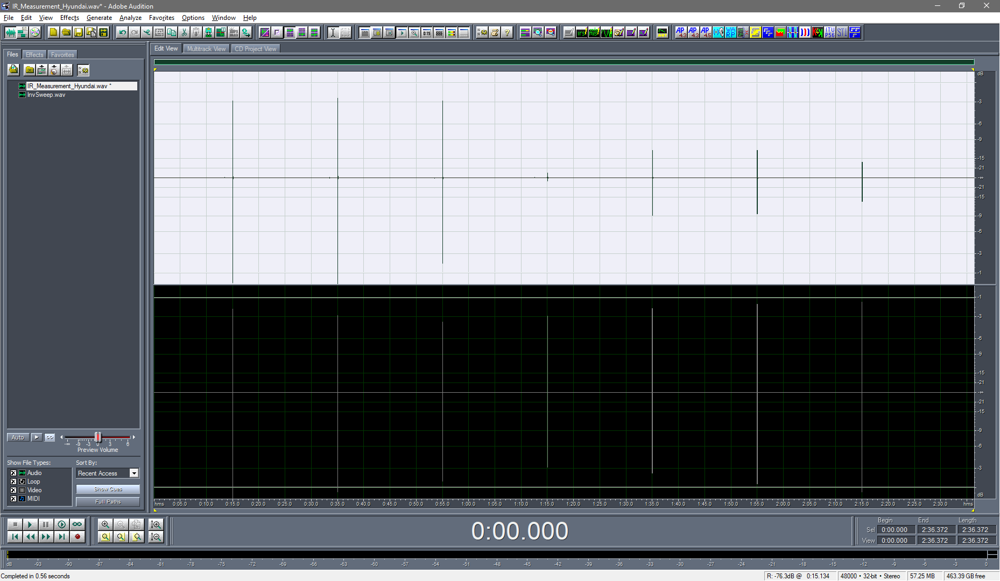 IR_Measurement_Hyundai.wav* - Adobe Audition
File Edit View Effects Generate Analyze Favorites Options Window Help
Files Effects Favorites
Edit View Multitrack View CD Project View
IR_Measurement_Hyundai.wav *
InvSweep.wav
dB
-3
-6
-9
-15
-21
-∞
-21
-15
-9
-6
-3
-1
-1
-3
-6
-9
-15
-21
-∞
-21
-15
-9
-6
-3
dB
hms 0:05.0 0:10.0 0:15.0 0:20.0 0:25.0 0:30.0 0:35.0 0:40.0 0:45.0 0:50.0 0:55.0 1:00.0 1:05.0 1:10.0 1:15.0 1:20.0 1:25.0 1:30.0 1:35.0 1:40.0 1:45.0 1:50.0 1:55.0 2:00.0 2:05.0 2:10.0 2:15.0 2:20.0 2:25.0 2:30.0 hms
Auto
-∞ -9 -3 0 3 6
Preview Volume
Show File Types: Sort By:
Audio Recent Access
Loop
Video Show Cues
MIDI Full Paths
0:00.000
Begin End Length
Sel 0:00.000 2:36.372 2:36.372
View 0:00.000 2:36.372 2:36.372
dB -93 -90 -87 -84 -81 -78 -75 -72 -69 -66 -63 -60 -57 -54 -51 -48 -45 -42 -39 -36 -33 -30 -27 -24 -21 -18 -15 -12 -9 -6 -3 0
Completed in 0.56 seconds R: -76.3dB @ 0:15.134 48000 • 32-bit • Stereo 57.25 MB 463.39 GB free